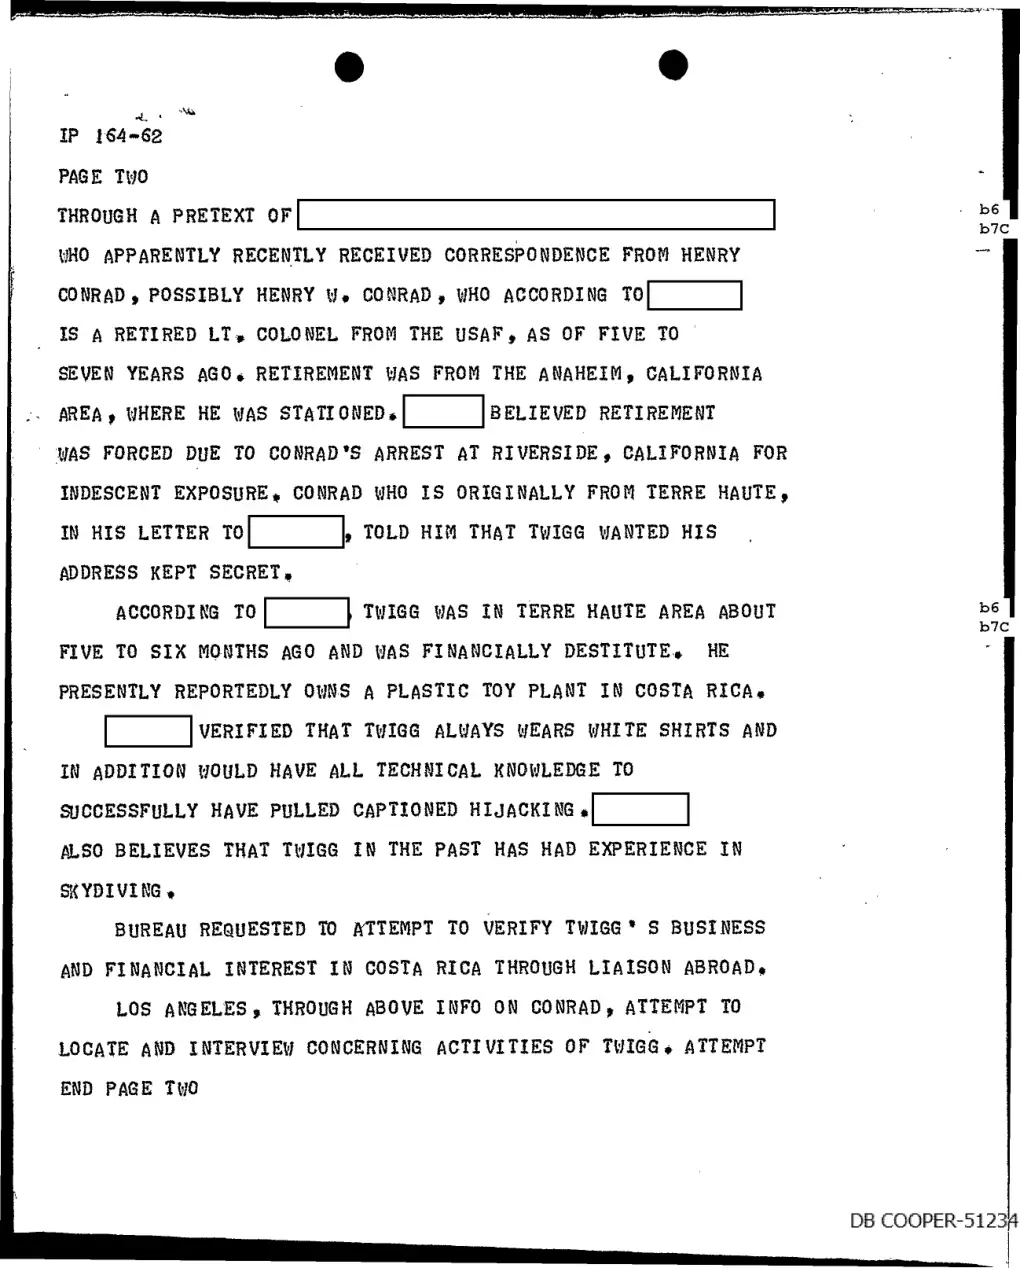 IP 164-62
PAGE TWO
THROUGH A PRETEXT OF
b6
b7C
WHO APPARENTLY RECENTLY RECEIVED CORRESPONDENCE FROM HENRY
CONRAD, POSSIBLY HENRY W. CONRAD, WHO ACCORDING TO
IS A RETIRED LT. COLONEL FROM THE USAF, AS OF FIVE TO
SEVEN YEARS AGO. RETIREMENT WAS FROM THE ANAHEIM, CALIFORNIA
AREA, WHERE HE WAS STATIONED. BELIEVED RETIREMENT
WAS FORCED DUE TO CONRAD'S ARREST AT RIVERSIDE, CALIFORNIA FOR
INDESCENT EXPOSURE. CONRAD WHO IS ORIGINALLY FROM TERRE HAUTE,
IN HIS LETTER TO , TOLD HIM THAT TWIGG WANTED HIS
ADDRESS KEPT SECRET.
ACCORDING TO TWIGG WAS IN TERRE HAUTE AREA ABOUT
b6
b7C
FIVE TO SIX MONTHS AGO AND WAS FINANCIALLY DESTITUTE. HE
PRESENTLY REPORTEDLY OWNS A PLASTIC TOY PLANT IN COSTA RICA.
VERIFIED THAT TWIGG ALWAYS WEARS WHITE SHIRTS AND
IN ADDITION WOULD HAVE ALL TECHNICAL KNOWLEDGE TO
SUCCESSFULLY HAVE PULLED CAPTIONED HIJACKING.
ALSO BELIEVES THAT TWIGG IN THE PAST HAS HAD EXPERIENCE IN
SKYDIVING.
BUREAU REQUESTED TO ATTEMPT TO VERIFY TWIGG'S BUSINESS
AND FINANCIAL INTEREST IN COSTA RICA THROUGH LIAISON ABROAD.
LOS ANGELES, THROUGH ABOVE INFO ON CONRAD, ATTEMPT TO
LOCATE AND INTERVIEW CONCERNING ACTIVITIES OF TWIGG. ATTEMPT
END PAGE TWO
DB COOPER-51234